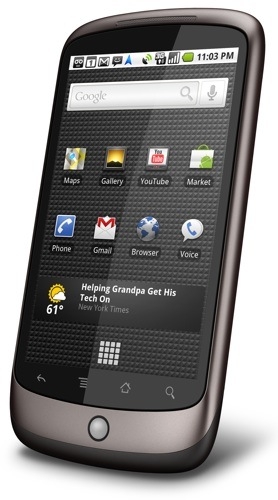 11:03 PM
Google
Maps
Gallery
YouTube
Market
Phone
Gmail
Browser
Voice
Helping Grandpa Get His
Tech On
New York Times
61°